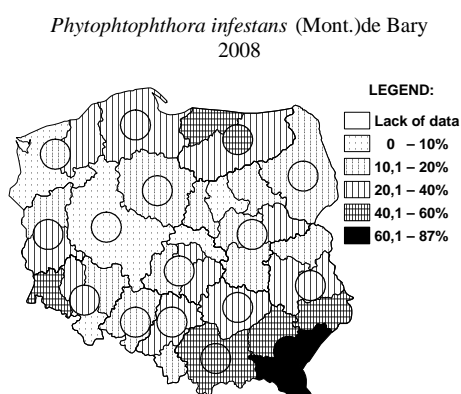 Phytophtophthora infestans (Mont.)de Bary
2008
LEGEND:
Lack of data
0 – 10%
10,1 – 20%
20,1 – 40%
40,1 – 60%
60,1 – 87%